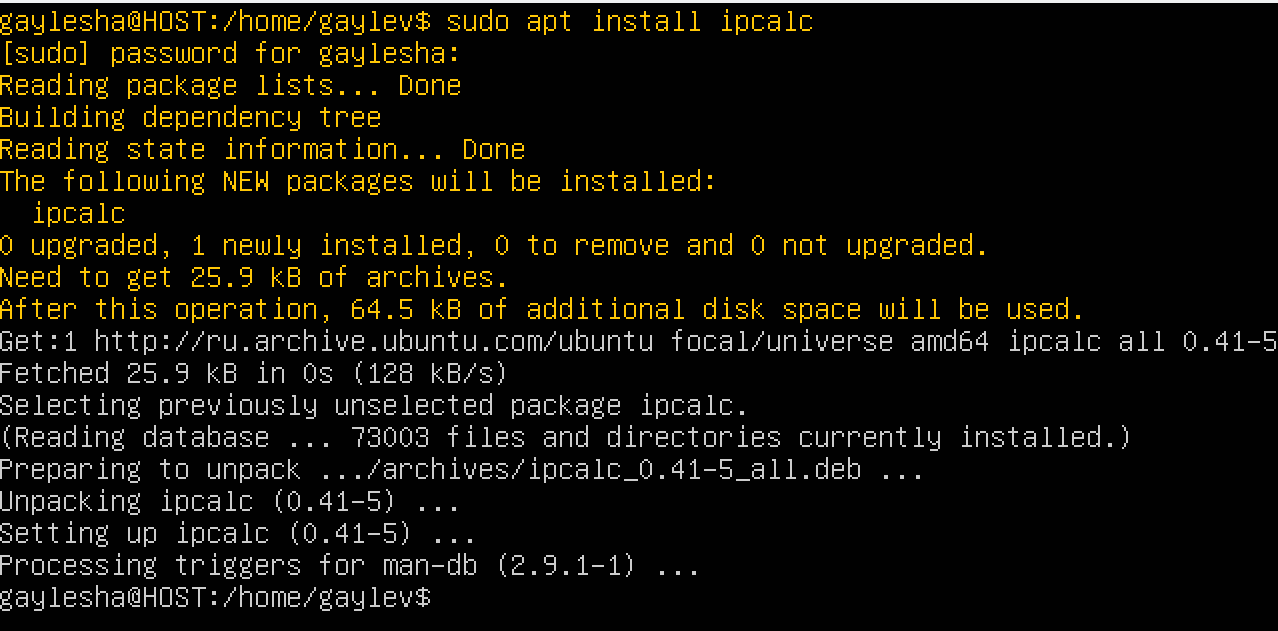 gaylesha@HOST:/home/gaylev$ sudo apt install ipcalc
[sudo] password for gaylesha:
Reading package lists... Done
Building dependency tree
Reading state information... Done
The following NEW packages will be installed:
  ipcalc
0 upgraded, 1 newly installed, 0 to remove and 0 not upgraded.
Need to get 25.9 kB of archives.
After this operation, 64.5 kB of additional disk space will be used.
Get:1 http://ru.archive.ubuntu.com/ubuntu focal/universe amd64 ipcalc all 0.41-5
Fetched 25.9 kB in 0s (128 kB/s)
Selecting previously unselected package ipcalc.
(Reading database ... 73003 files and directories currently installed.)
Preparing to unpack .../archives/ipcalc_0.41-5_all.deb ...
Unpacking ipcalc (0.41-5) ...
Setting up ipcalc (0.41-5) ...
Processing triggers for man-db (2.9.1-1) ...
gaylesha@HOST:/home/gaylev$